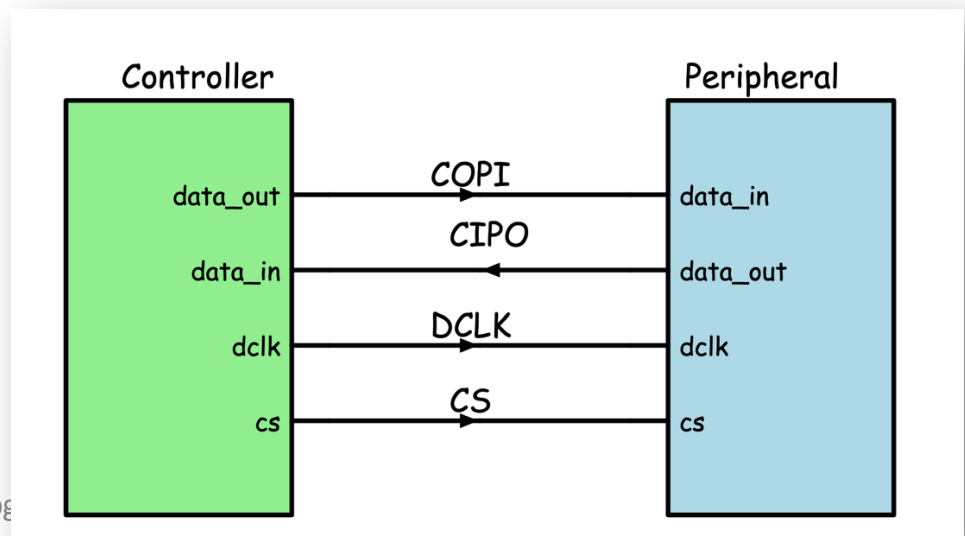 Controller Peripheral
COPI
data_out data_in
CIPO
data_in data_out
DCLK
dclk dclk
CS
cs cs